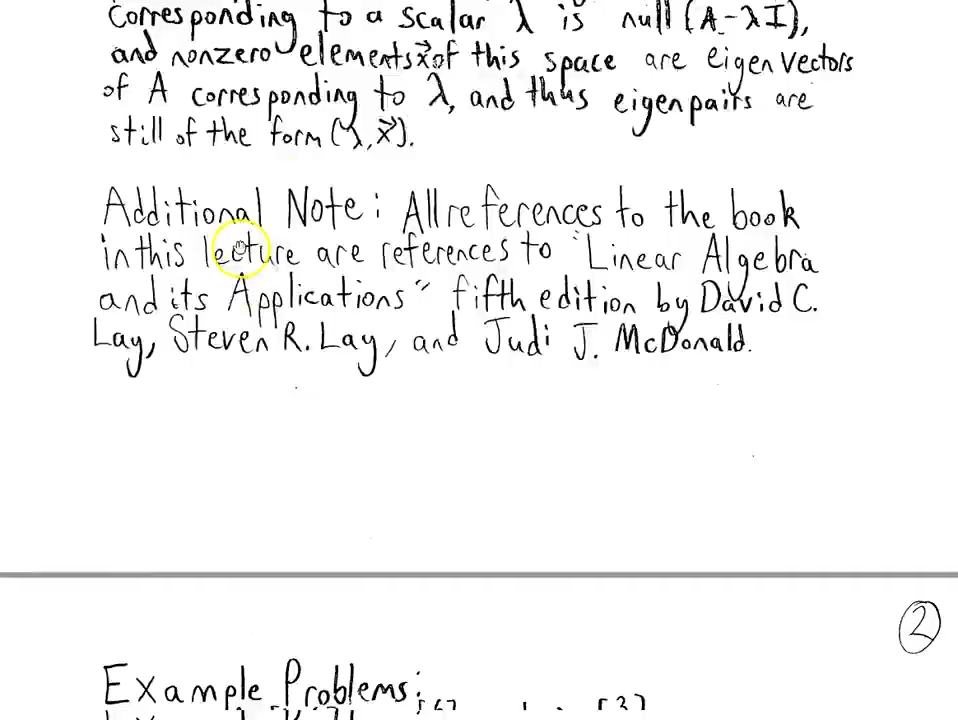 corresponding to a scalar λ is null (A-λI),
and nonzero elements x⃗ of this space are eigenvectors
of A corresponding to λ, and thus eigenpairs are
still of the form (λ, x⃗).
Additional Note: All references to the book
in this lecture are references to "Linear Algebra
and its Applications" fifth edition by David C.
Lay, Steven R. Lay, and Judi J. McDonald.
2
Example Problems: